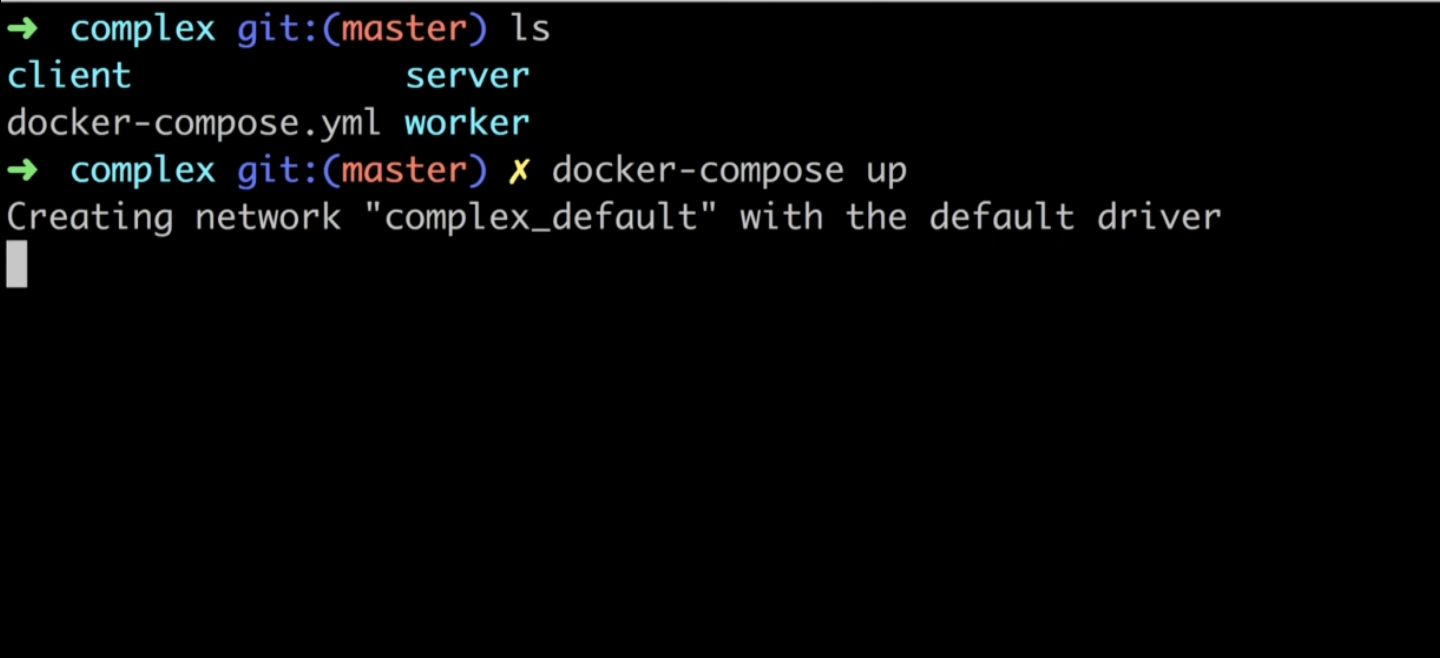 ➜ complex git:(master) ls
client server
docker-compose.yml worker
➜ complex git:(master) ✗ docker-compose up
Creating network "complex_default" with the default driver